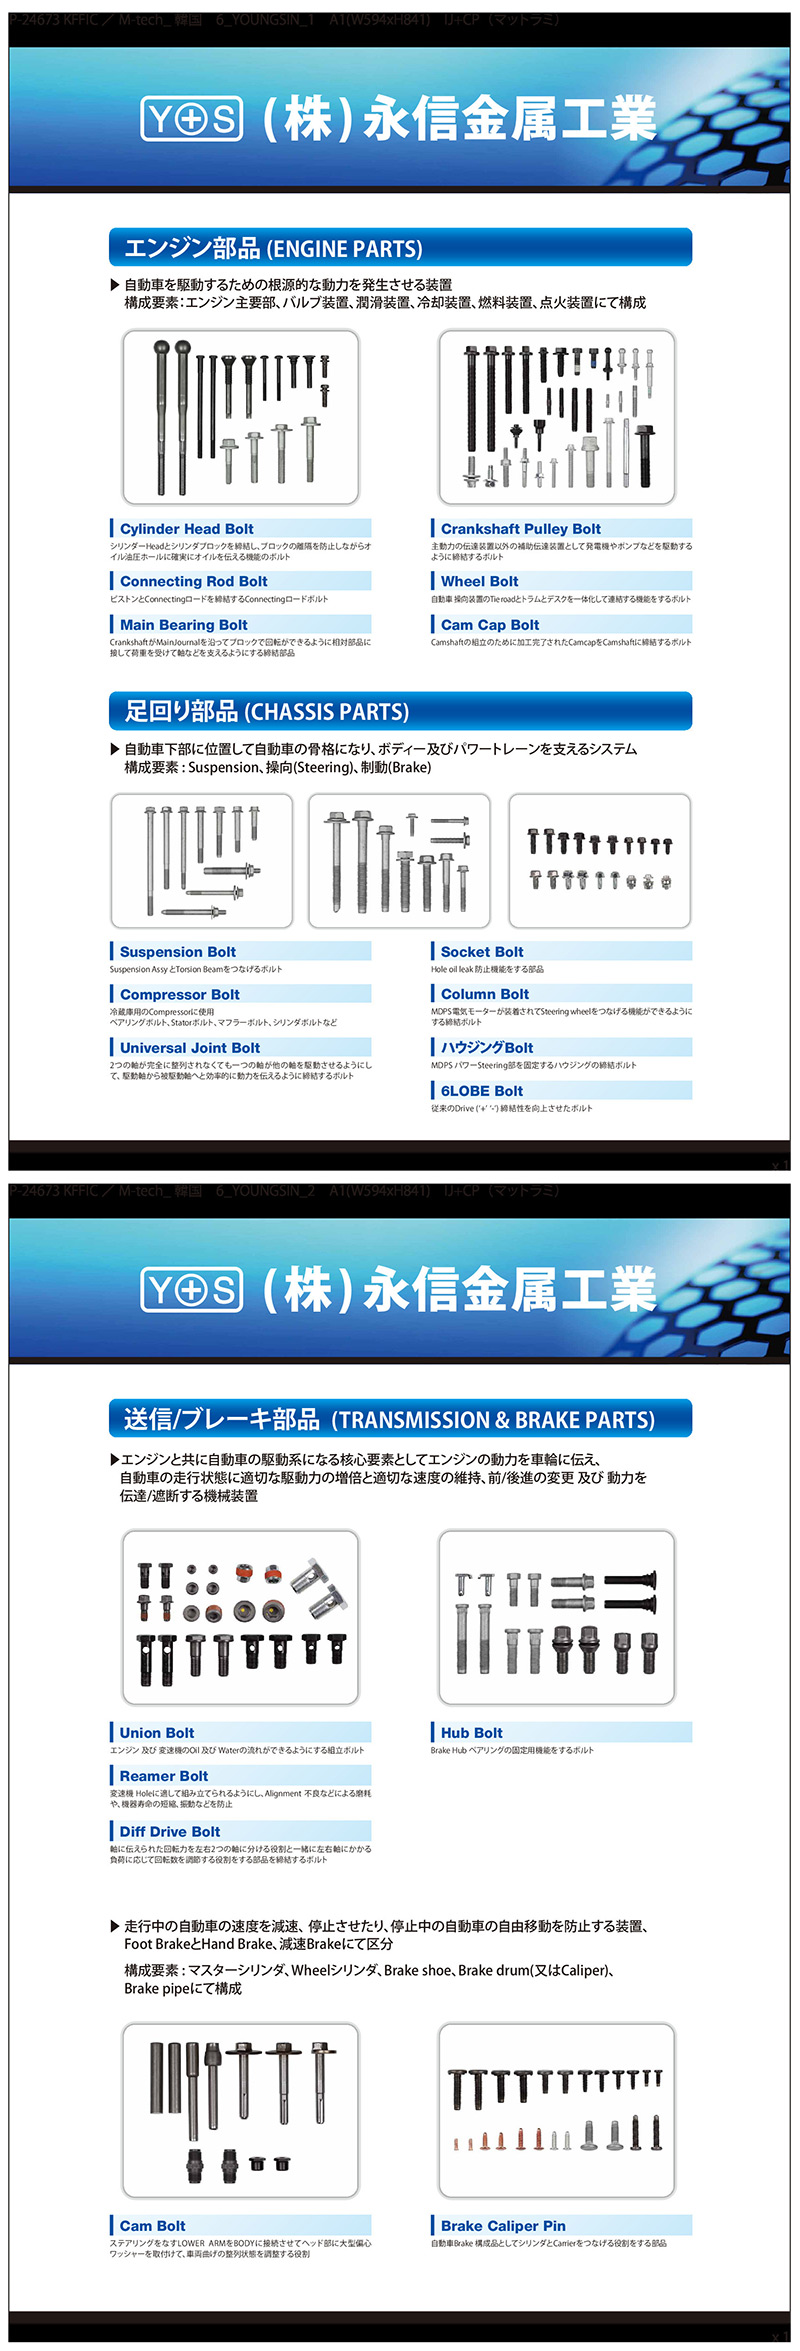 P-24673 KFFIC ／ M-tech_ 韓国　6_YOUNGSIN_1　A1(W594xH841)　IJ+CP（マットラミ）
Y+S (株) 永信金属工業
エンジン部品 (ENGINE PARTS)
▶ 自動車を駆動するための根源的な動力を発生させる装置
構成要素：エンジン主要部、バルブ装置、潤滑装置、冷却装置、燃料装置、点火装置にて構成
Cylinder Head Bolt
シリンダーHeadとシリンダブロックを締結し、ブロックの離隔を防止しながらオ
イル油圧ホールに確実にオイルを伝える機能のボルト
Connecting Rod Bolt
ピストンとConnectingロードを締結するConnectingロードボルト
Main Bearing Bolt
CrankshaftがMainJournalを沿ってブロックで回転ができるように相対部品に
接して荷重を受けて軸などを支えるようにする締結部品
Crankshaft Pulley Bolt
主動力の伝達装置以外の補助伝達装置として発電機やポンプなどを駆動する
ように締結するボルト
Wheel Bolt
自動車 操向装置のTie roadとトラムとデスクを一体化して連結する機能をするボルト
Cam Cap Bolt
Camshaftの組立のために加工完了されたCamcapをCamshaftに締結するボルト
足回り部品 (CHASSIS PARTS)
▶ 自動車下部に位置して自動車の骨格になり、ボディー及びパワートレーンを支えるシステム
構成要素 : Suspension、操向(Steering)、制動(Brake)
Suspension Bolt
Suspension Assy とTorsion Beamをつなげるボルト
Compressor Bolt
冷蔵庫用のCompressorに使用
ベアリングボルト、Statorボルト、マフラーボルト、シリンダボルトなど
Universal Joint Bolt
2つの軸が完全に整列されなくても一つの軸が他の軸を駆動させるようにし
て、駆動軸から被駆動軸へと効率的に動力を伝えるように締結するボルト
Socket Bolt
Hole oil leak 防止機能をする部品
Column Bolt
MDPS電気モーターが装着されてSteering wheelをつなげる機能ができるように
する締結ボルト
ハウジングBolt
MDPS パワーSteering部を固定するハウジングの締結ボルト
6LOBE Bolt
従来のDrive ('+' '-') 締結性を向上させたボルト
x 1
P-24673 KFFIC ／ M-tech_ 韓国　6_YOUNGSIN_2　A1(W594xH841)　IJ+CP（マットラミ）
Y+S (株) 永信金属工業
送信/ブレーキ部品 (TRANSMISSION & BRAKE PARTS)
▶エンジンと共に自動車の駆動系になる核心要素としてエンジンの動力を車輪に伝え、
自動車の走行状態に適切な駆動力の増倍と適切な速度の維持、前/後進の変更 及び 動力を
伝達/遮断する機械装置
Union Bolt
エンジン 及び 変速機のOil 及び Waterの流れができるようにする組立ボルト
Reamer Bolt
変速機 Holeに適して組み立てられるようにし、Alignment 不良などによる磨耗
や、機器寿命の短縮、振動などを防止
Diff Drive Bolt
軸に伝えられた回転力を左右2つの軸に分ける役割と一緒に左右軸にかかる
負荷に応じて回転数を調節する役割をする部品を締結するボルト
Hub Bolt
Brake Hub ベアリングの固定用機能をするボルト
▶ 走行中の自動車の速度を減速、停止させたり、停止中の自動車の自由移動を防止する装置、
Foot BrakeとHand Brake、減速Brakeにて区分
構成要素 : マスターシリンダ、Wheelシリンダ、Brake shoe、Brake drum(又はCaliper)、
Brake pipeにて構成
Cam Bolt
ステアリングをなすLOWER ARMをBODYに接続させてヘッド部に大型偏心
ワッシャーを取付けて、車両曲げの整列状態を調整する役割
Brake Caliper Pin
自動車Brake 構成品としてシリンダとCarrierをつなげる役割をする部品
x 1